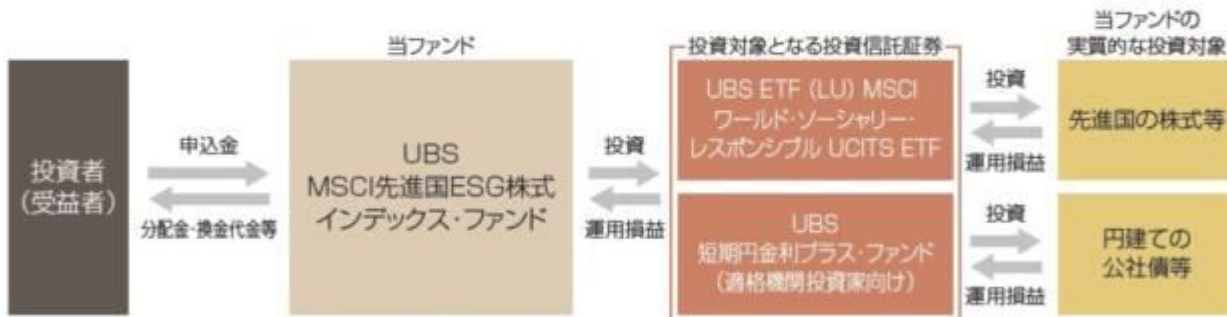 投資者
(受益者)
申込金
分配金・換金代金等
当ファンド
UBS
MSCI先進国ESG株式
インデックス・ファンド
投資
運用損益
投資対象となる投資信託証券
UBS ETF (LU) MSCI
ワールド・ソーシャリー・
レスポンシブル UCITS ETF
UBS
短期円金利プラス・ファンド
(適格機関投資家向け)
投資
運用損益
投資
運用損益
当ファンドの
実質的な投資対象
先進国の株式等
円建ての
公社債等